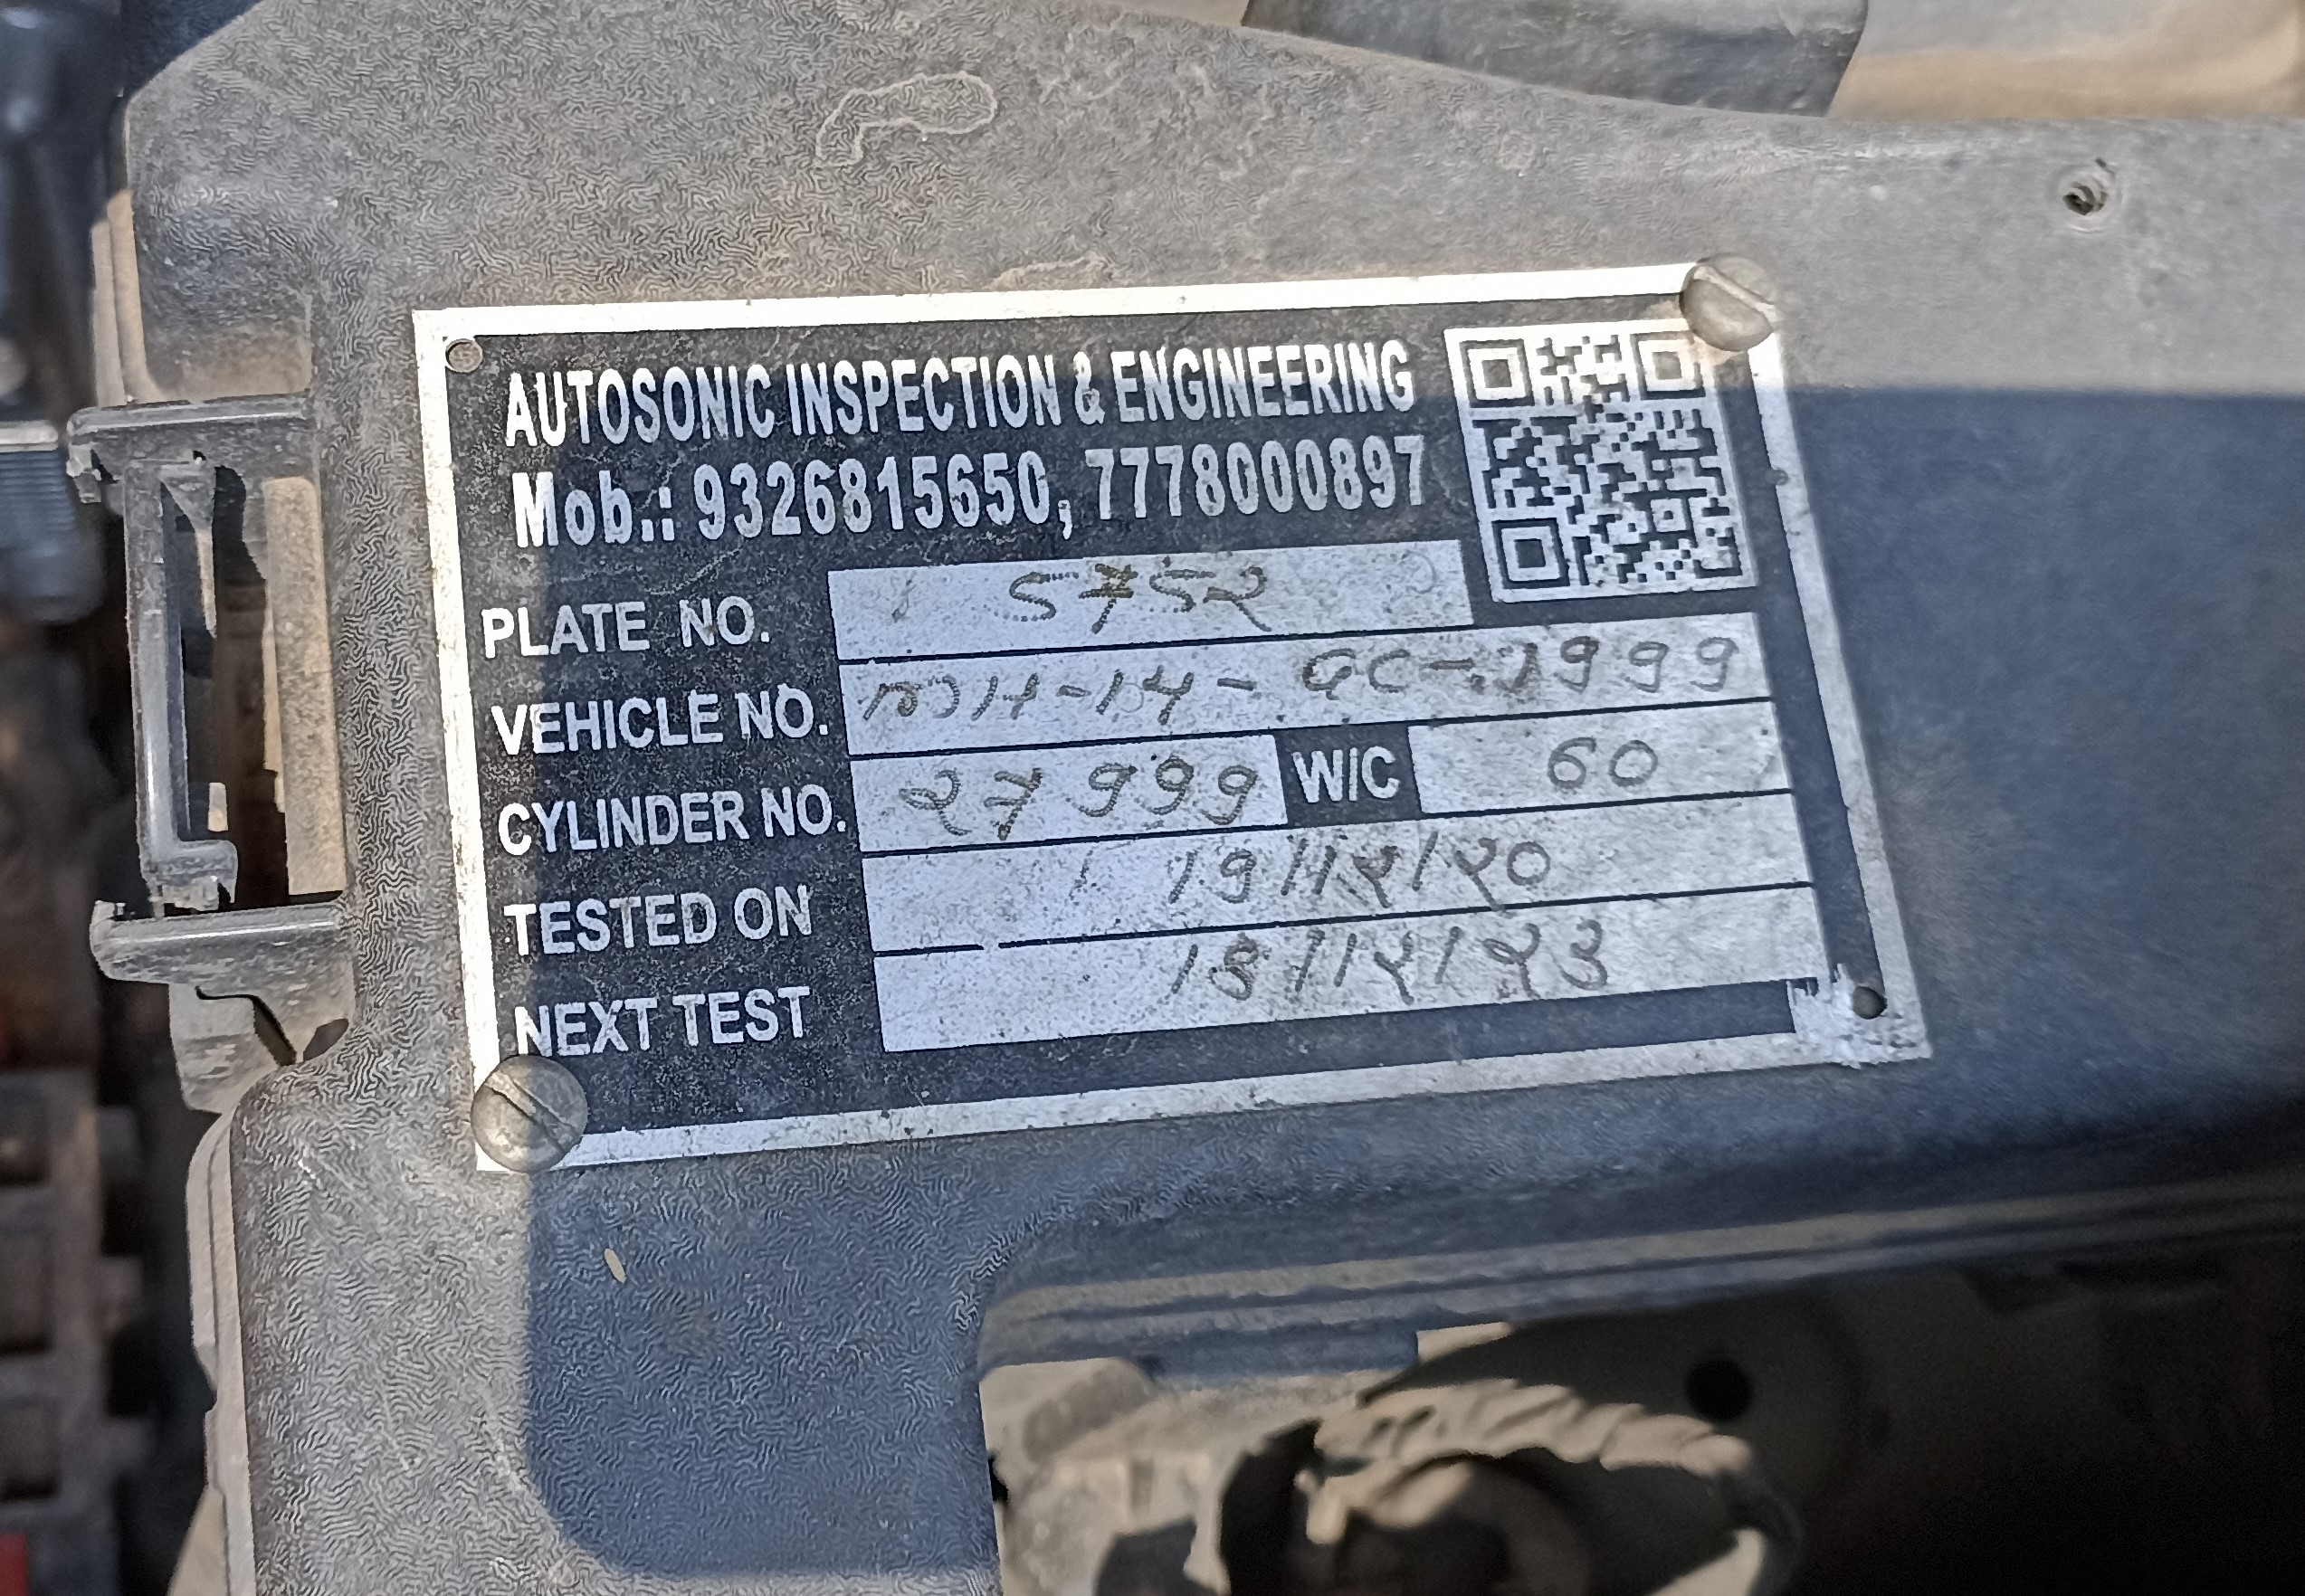 AUTOSONIC INSPECTION & ENGINEERING
Mob.: 9326815650, 7778000897
PLATE NO. 5752
VEHICLE NO. MH-14-GC-2999
CYLINDER NO. 27999 W/C 60
TESTED ON 19/12/20
NEXT TEST 18/12/23